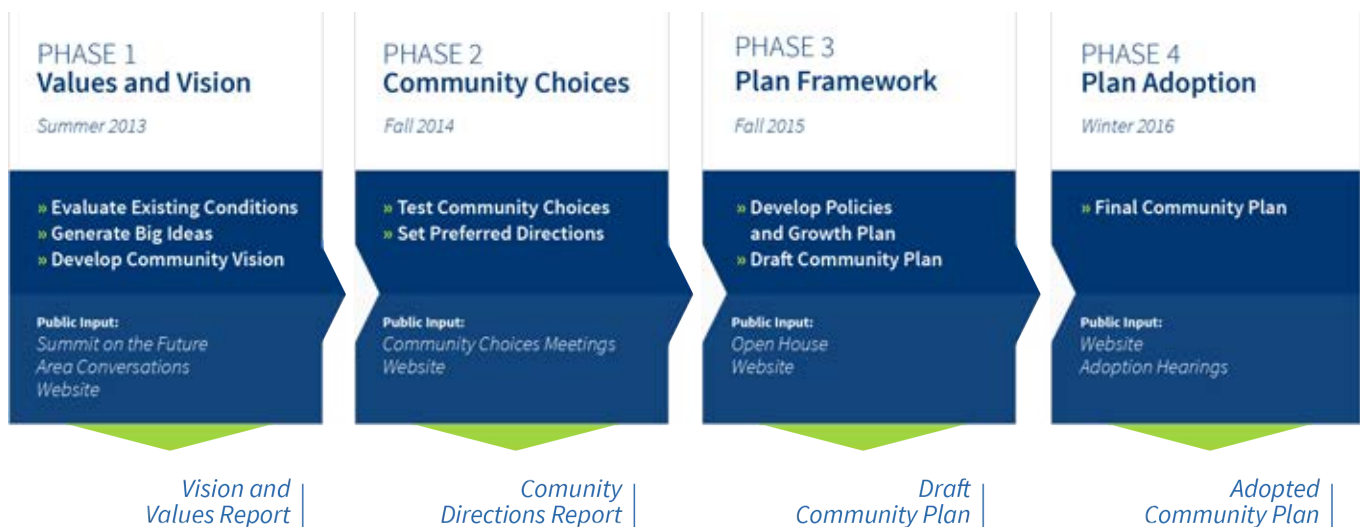 PHASE 1
Values and Vision
Summer 2013
» Evaluate Existing Conditions
» Generate Big Ideas
» Develop Community Vision
Public Input:
Summit on the Future
Area Conversations
Website
Vision and
Values Report
PHASE 2
Community Choices
Fall 2014
» Test Community Choices
» Set Preferred Directions
Public Input:
Community Choices Meetings
Website
Comunity
Directions Report
PHASE 3
Plan Framework
Fall 2015
» Develop Policies
and Growth Plan
» Draft Community Plan
Public Input:
Open House
Website
Draft
Community Plan
PHASE 4
Plan Adoption
Winter 2016
» Final Community Plan
Public Input:
Website
Adoption Hearings
Adopted
Community Plan